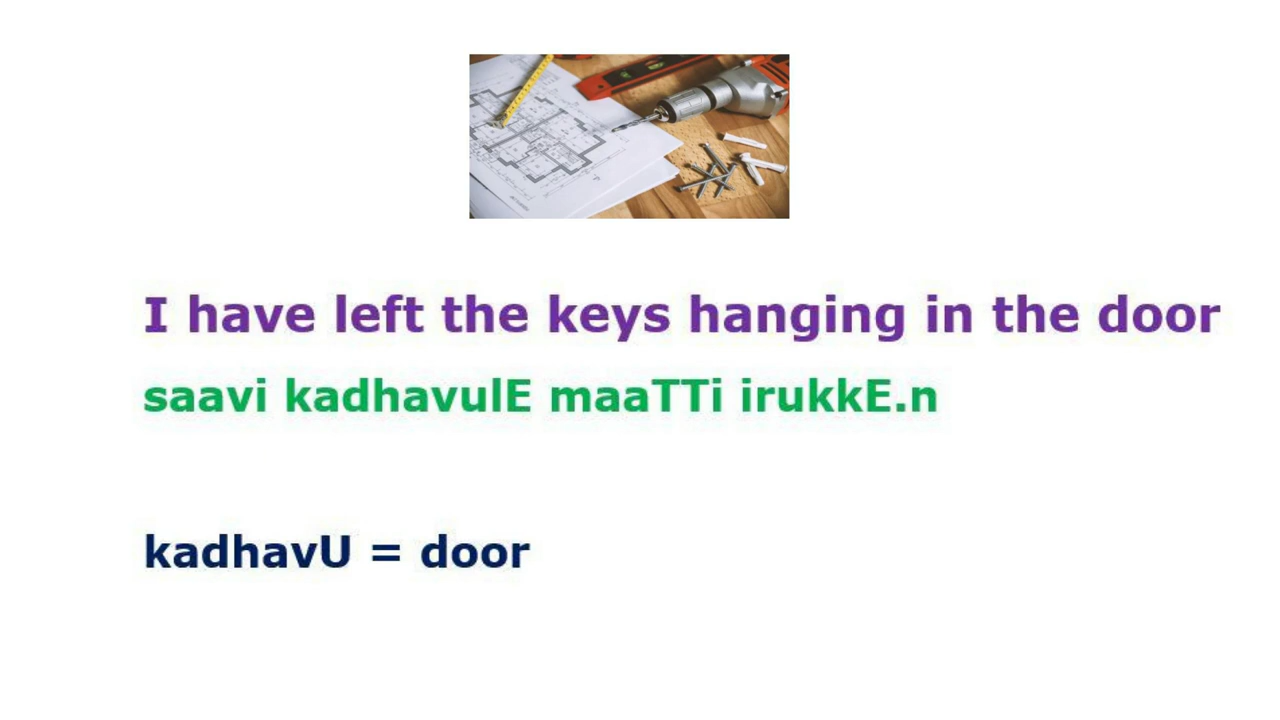 I have left the keys hanging in the door
saavi kadhavulE maaTTi irukkE.n
kadhavU = door